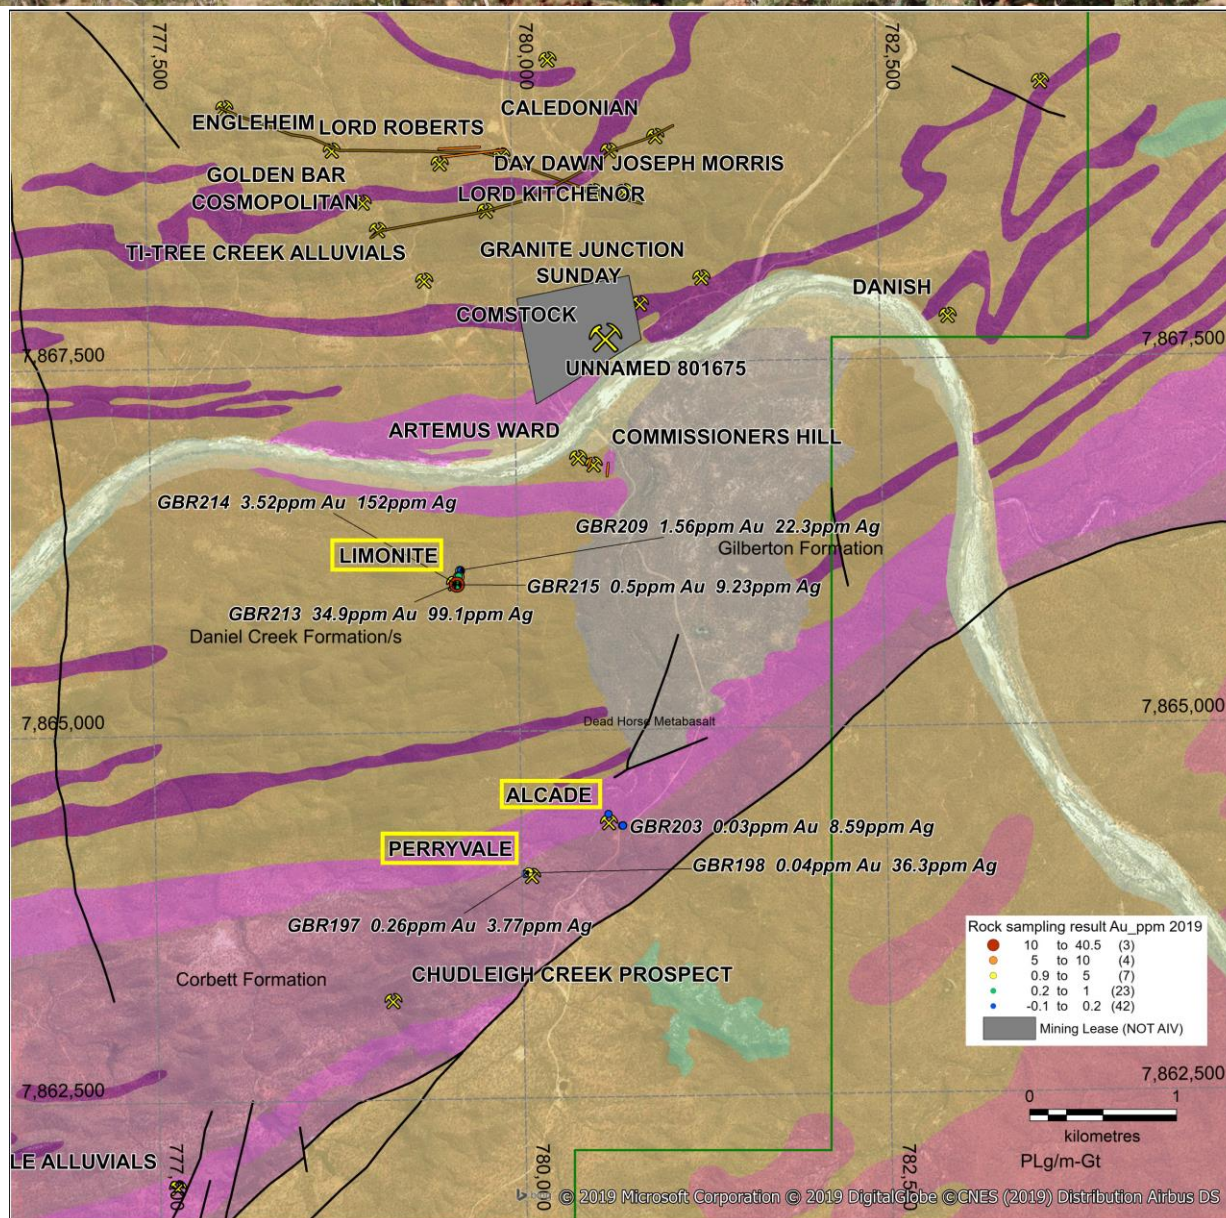 777,500
780,000
782,500
CALEDONIAN
ENGLEHEIM
LORD ROBERTS
DAY DAWN
JOSEPH MORRIS
GOLDEN BAR
COSMOPOLITAN
LORD KITCHENOR
TI-TREE CREEK ALLUVIALS
GRANITE JUNCTION
SUNDAY
DANISH
COMSTOCK
7,867,500
7,867,500
UNNAMED 801675
ARTEMUS WARD
COMMISSIONERS HILL
GBR214 3.52ppm Au 152ppm Ag
GBR209 1.56ppm Au 22.3ppm Ag
LIMONITE
Gilberton Formation
GBR215 0.5ppm Au 9.23ppm Ag
GBR213 34.9ppm Au 99.1ppm Ag
Daniel Creek Formation/s
7,865,000
7,865,000
Dead Horse Metabasalt
ALCADE
GBR203 0.03ppm Au 8.59ppm Ag
PERRYVALE
GBR198 0.04ppm Au 36.3ppm Ag
GBR197 0.26ppm Au 3.77ppm Ag
Corbett Formation
CHUDLEIGH CREEK PROSPECT
Rock sampling result Au_ppm 2019
10 to 40.5 (3)
5 to 10 (4)
0.9 to 5 (7)
0.2 to 1 (23)
-0.1 to 0.2 (42)
Mining Lease (NOT AIV)
7,862,500
7,862,500
0 1
kilometres
PLg/m-Gt
LE ALLUVIALS
777,500
780,000
782,500
© 2019 Microsoft Corporation © 2019 DigitalGlobe ©CNES (2019) Distribution Airbus DS